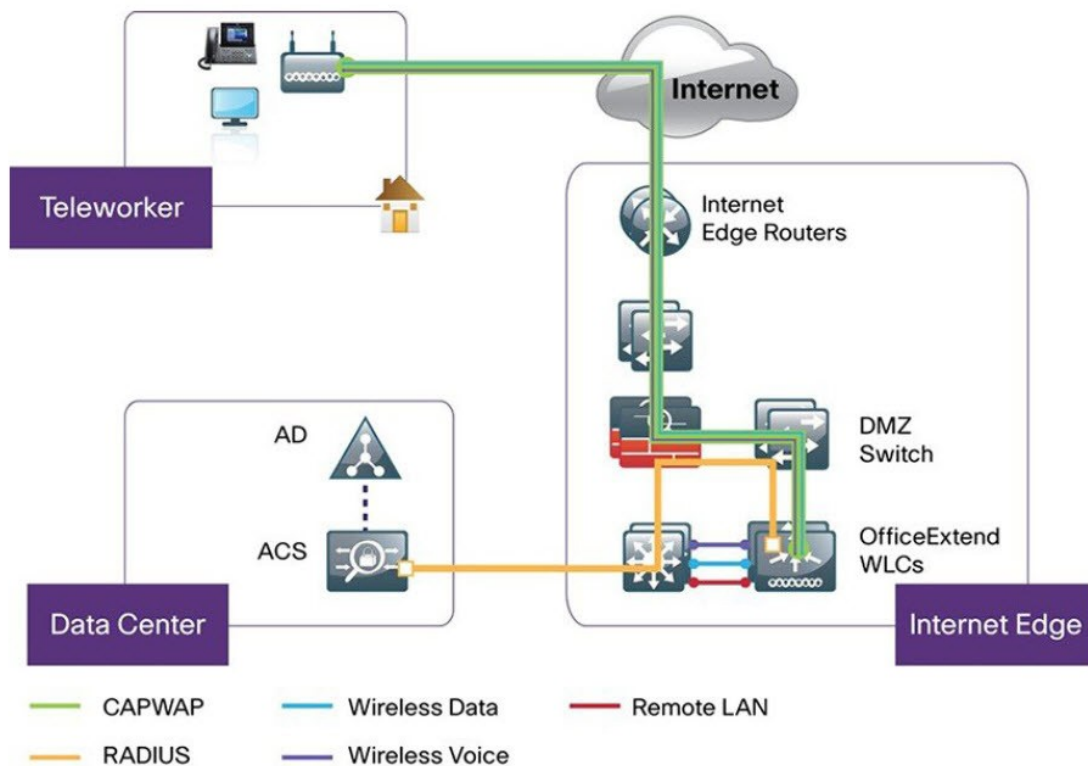 Internet
Teleworker
Internet
Edge Routers
AD
DMZ
Switch
ACS
OfficeExtend
WLCs
Data Center
Internet Edge
CAPWAP
Wireless Data
Remote LAN
RADIUS
Wireless Voice